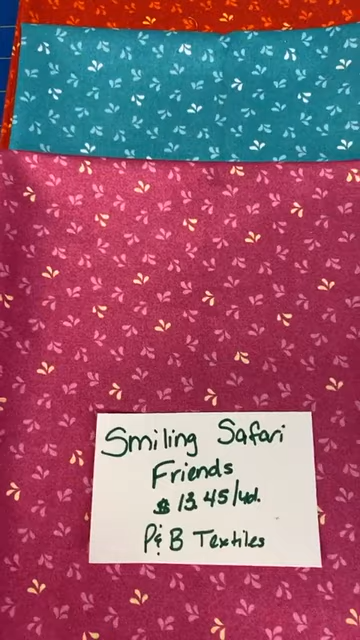 Smiling Safari
Friends
$ 13.45/yd.
P&B Textiles